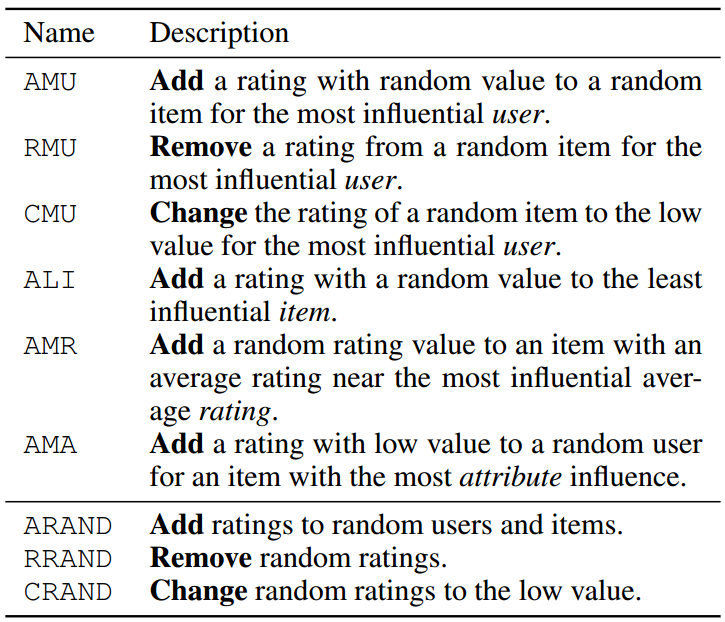 Name Description
AMU Add a rating with random value to a random
item for the most influential user.
RMU Remove a rating from a random item for the
most influential user.
CMU Change the rating of a random item to the low
value for the most influential user.
ALI Add a rating with a random value to the least
influential item.
AMR Add a random rating value to an item with an
average rating near the most influential aver-
age rating.
AMA Add a rating with low value to a random user
for an item with the most attribute influence.
ARAND Add ratings to random users and items.
RRAND Remove random ratings.
CRAND Change random ratings to the low value.